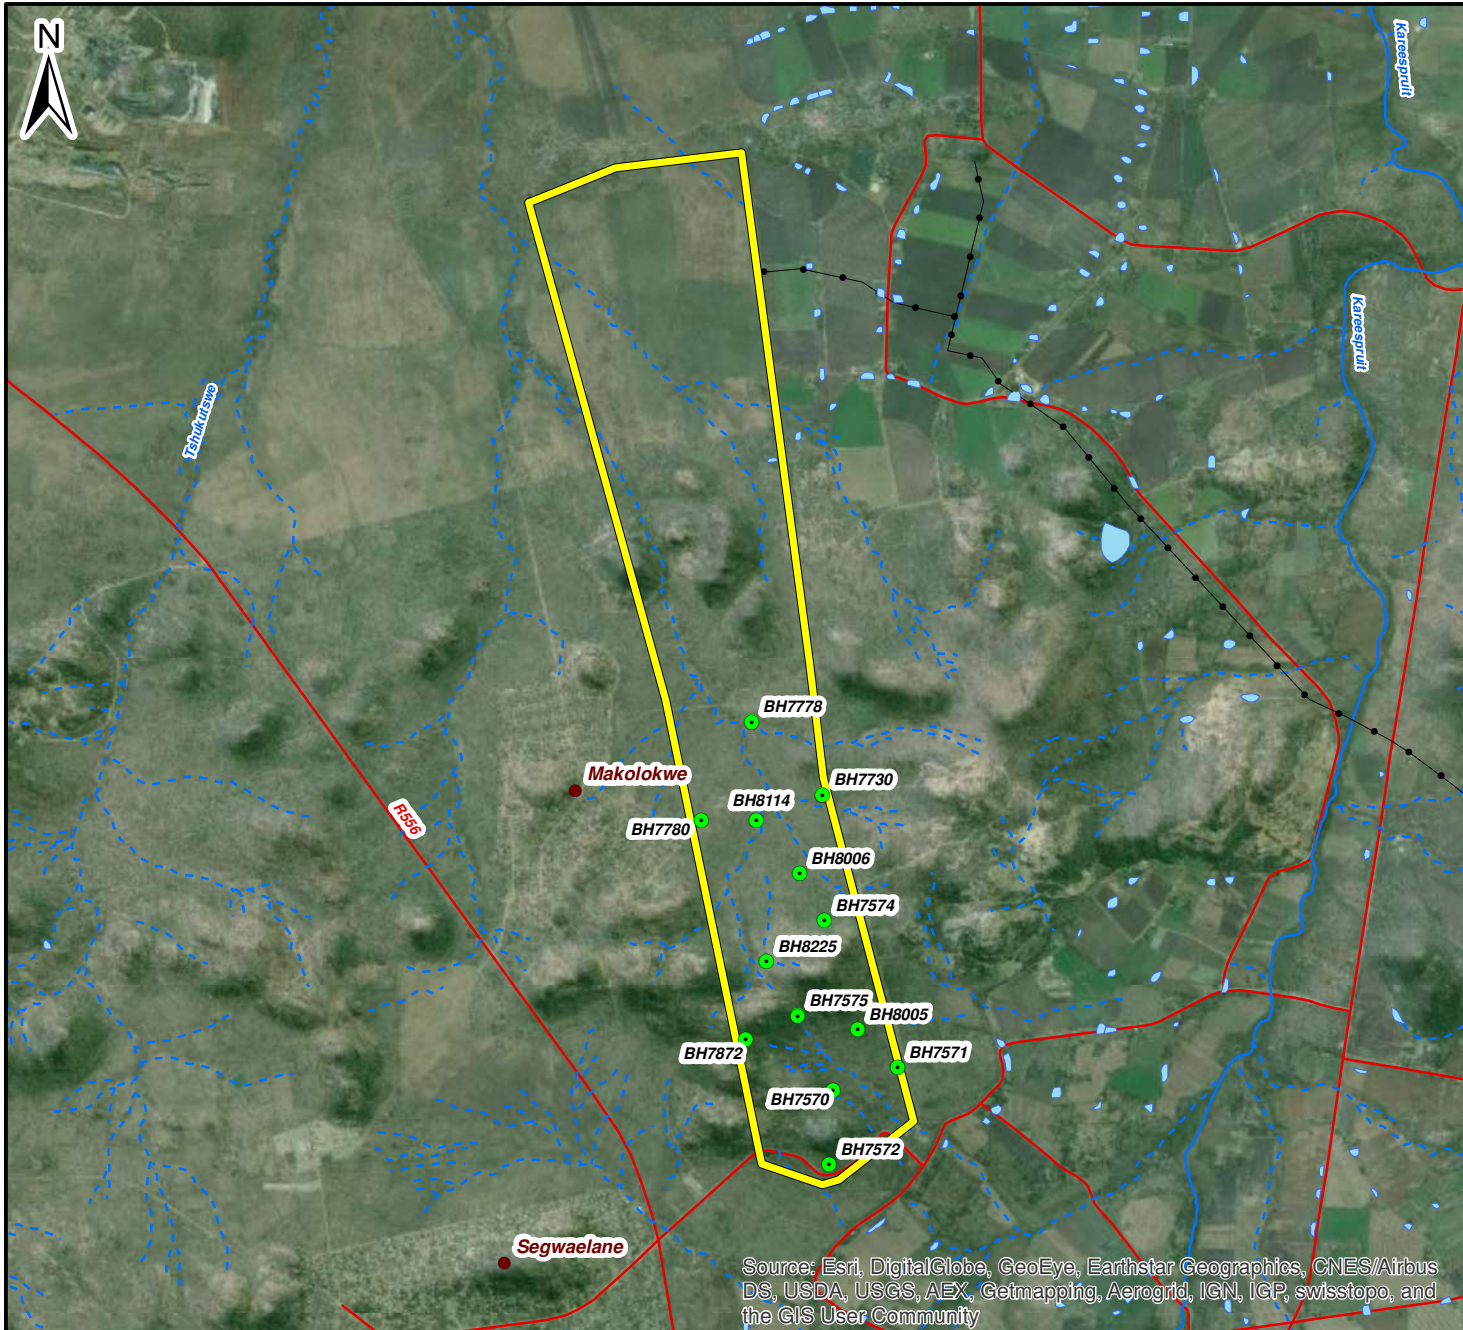 N
Kareespruit
Kareespruit
Tshukutswe
BH7778
Makolokwe
BH7730
BH8114
R556
BH7780
BH8006
BH7574
BH8225
BH7575
BH8005
BH7872
BH7571
BH7570
BH7572
Segwaelane
Source: Esri, DigitalGlobe, GeoEye, Earthstar Geographics, CNES/Airbus
DS, USDA, USGS, AEX, Getmapping, Aerogrid, IGN, IGP, swisstopo, and
the GIS User Community